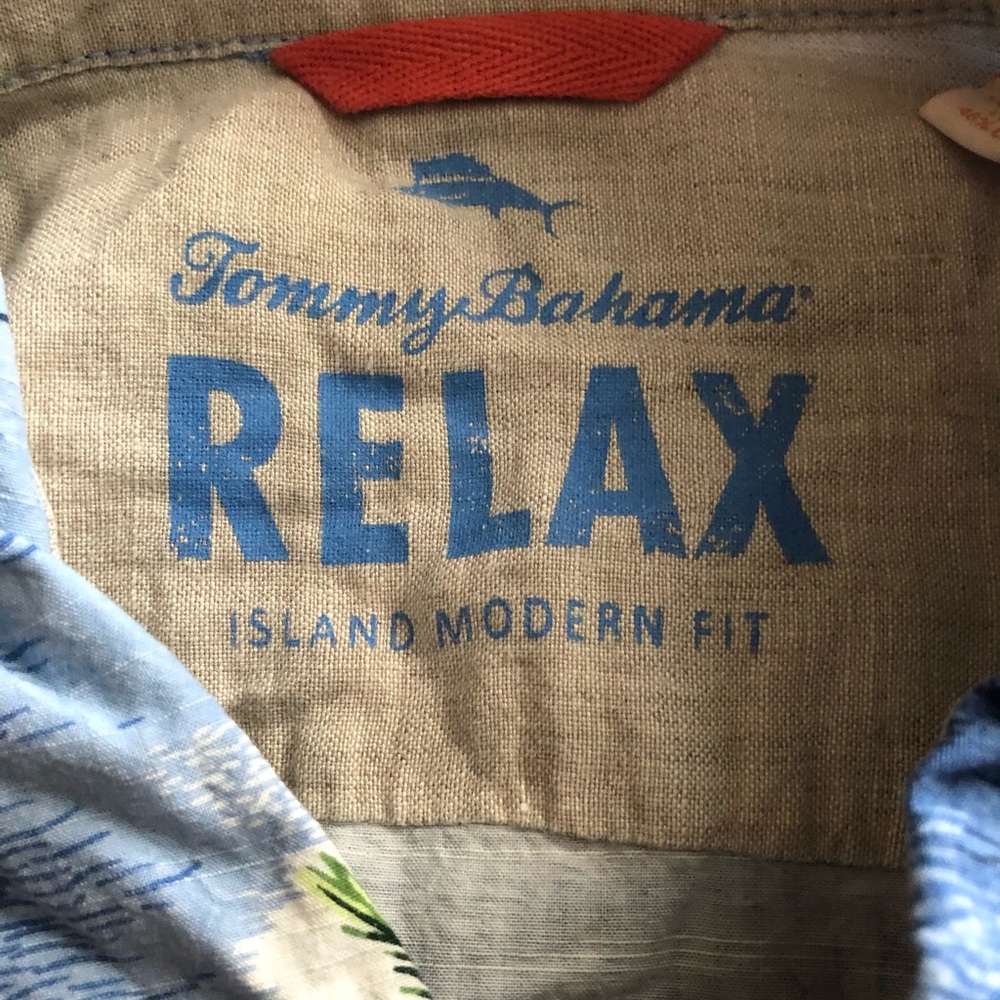 Tommy Bahama
RELAX
ISLAND MODERN FIT